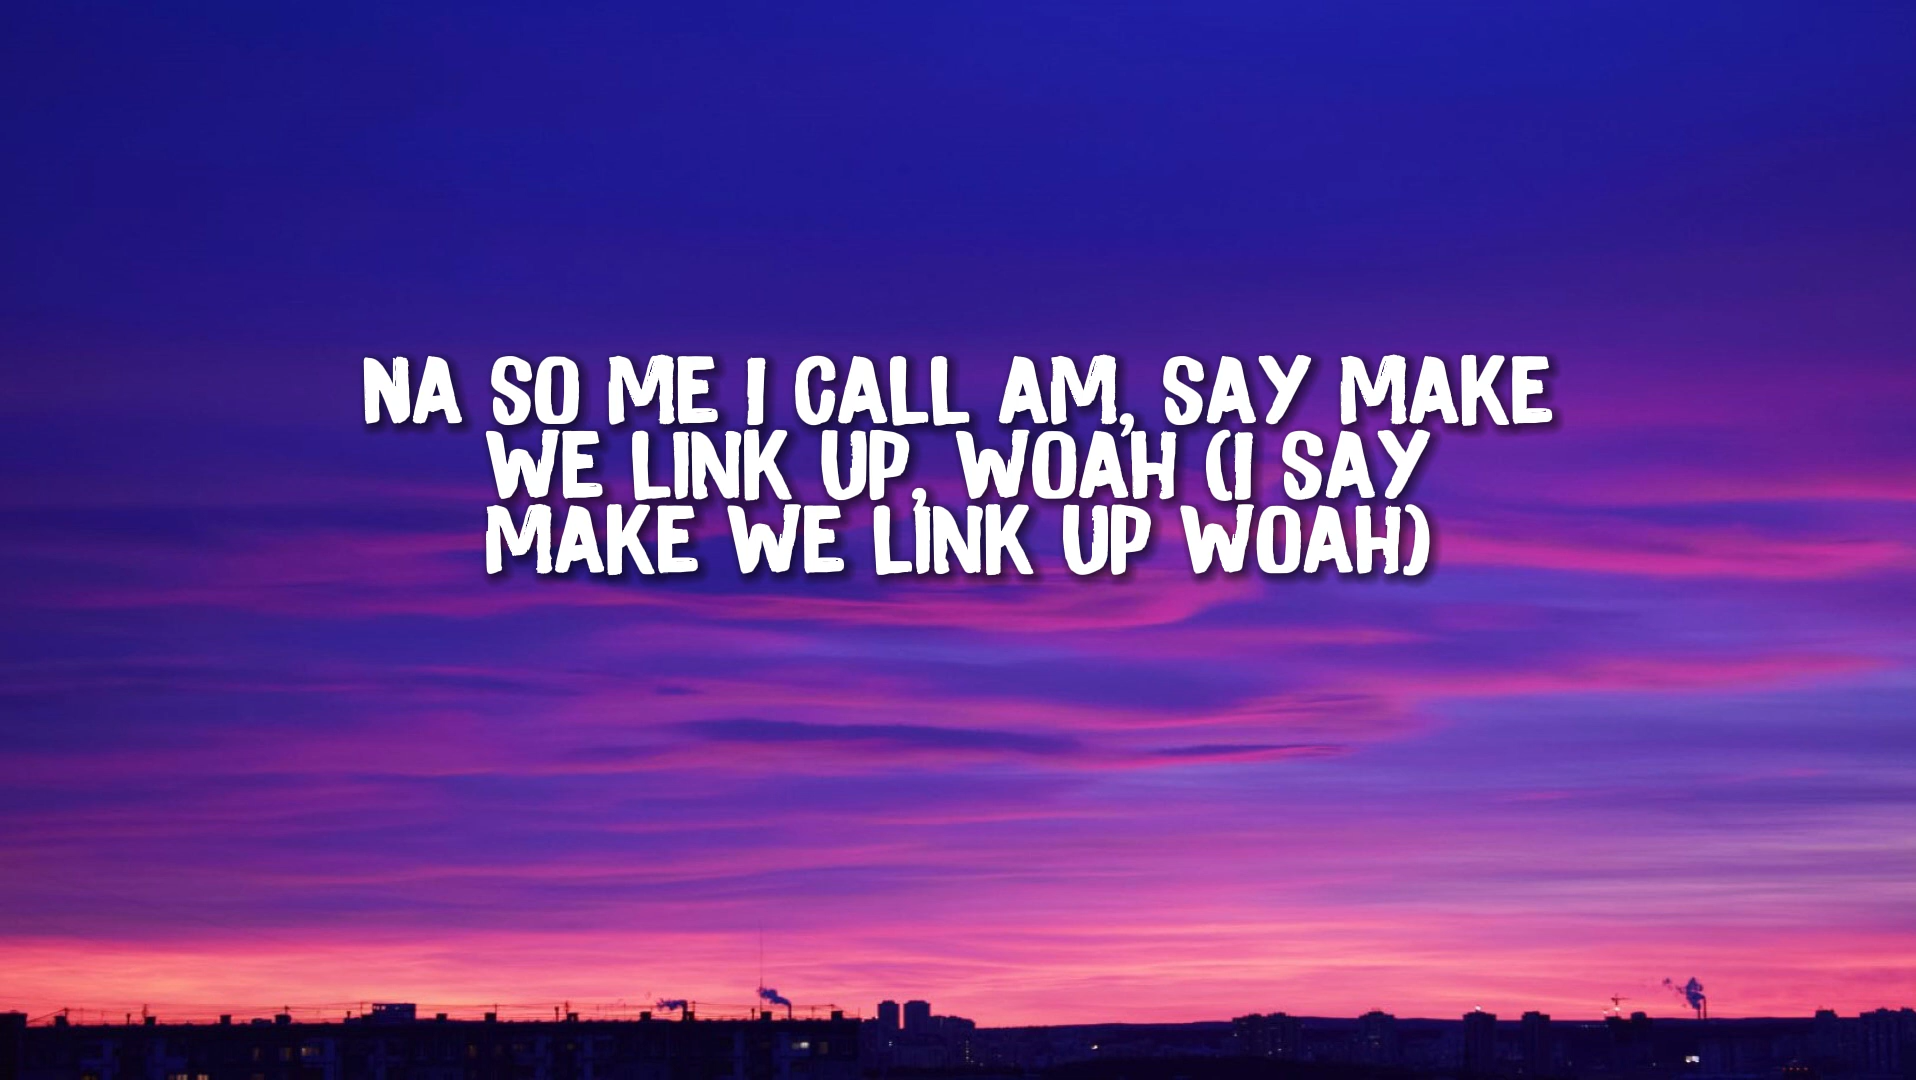 NA SO ME I CALL AM, SAY MAKE
WE LINK UP, WOAH (I SAY
MAKE WE LINK UP WOAH)